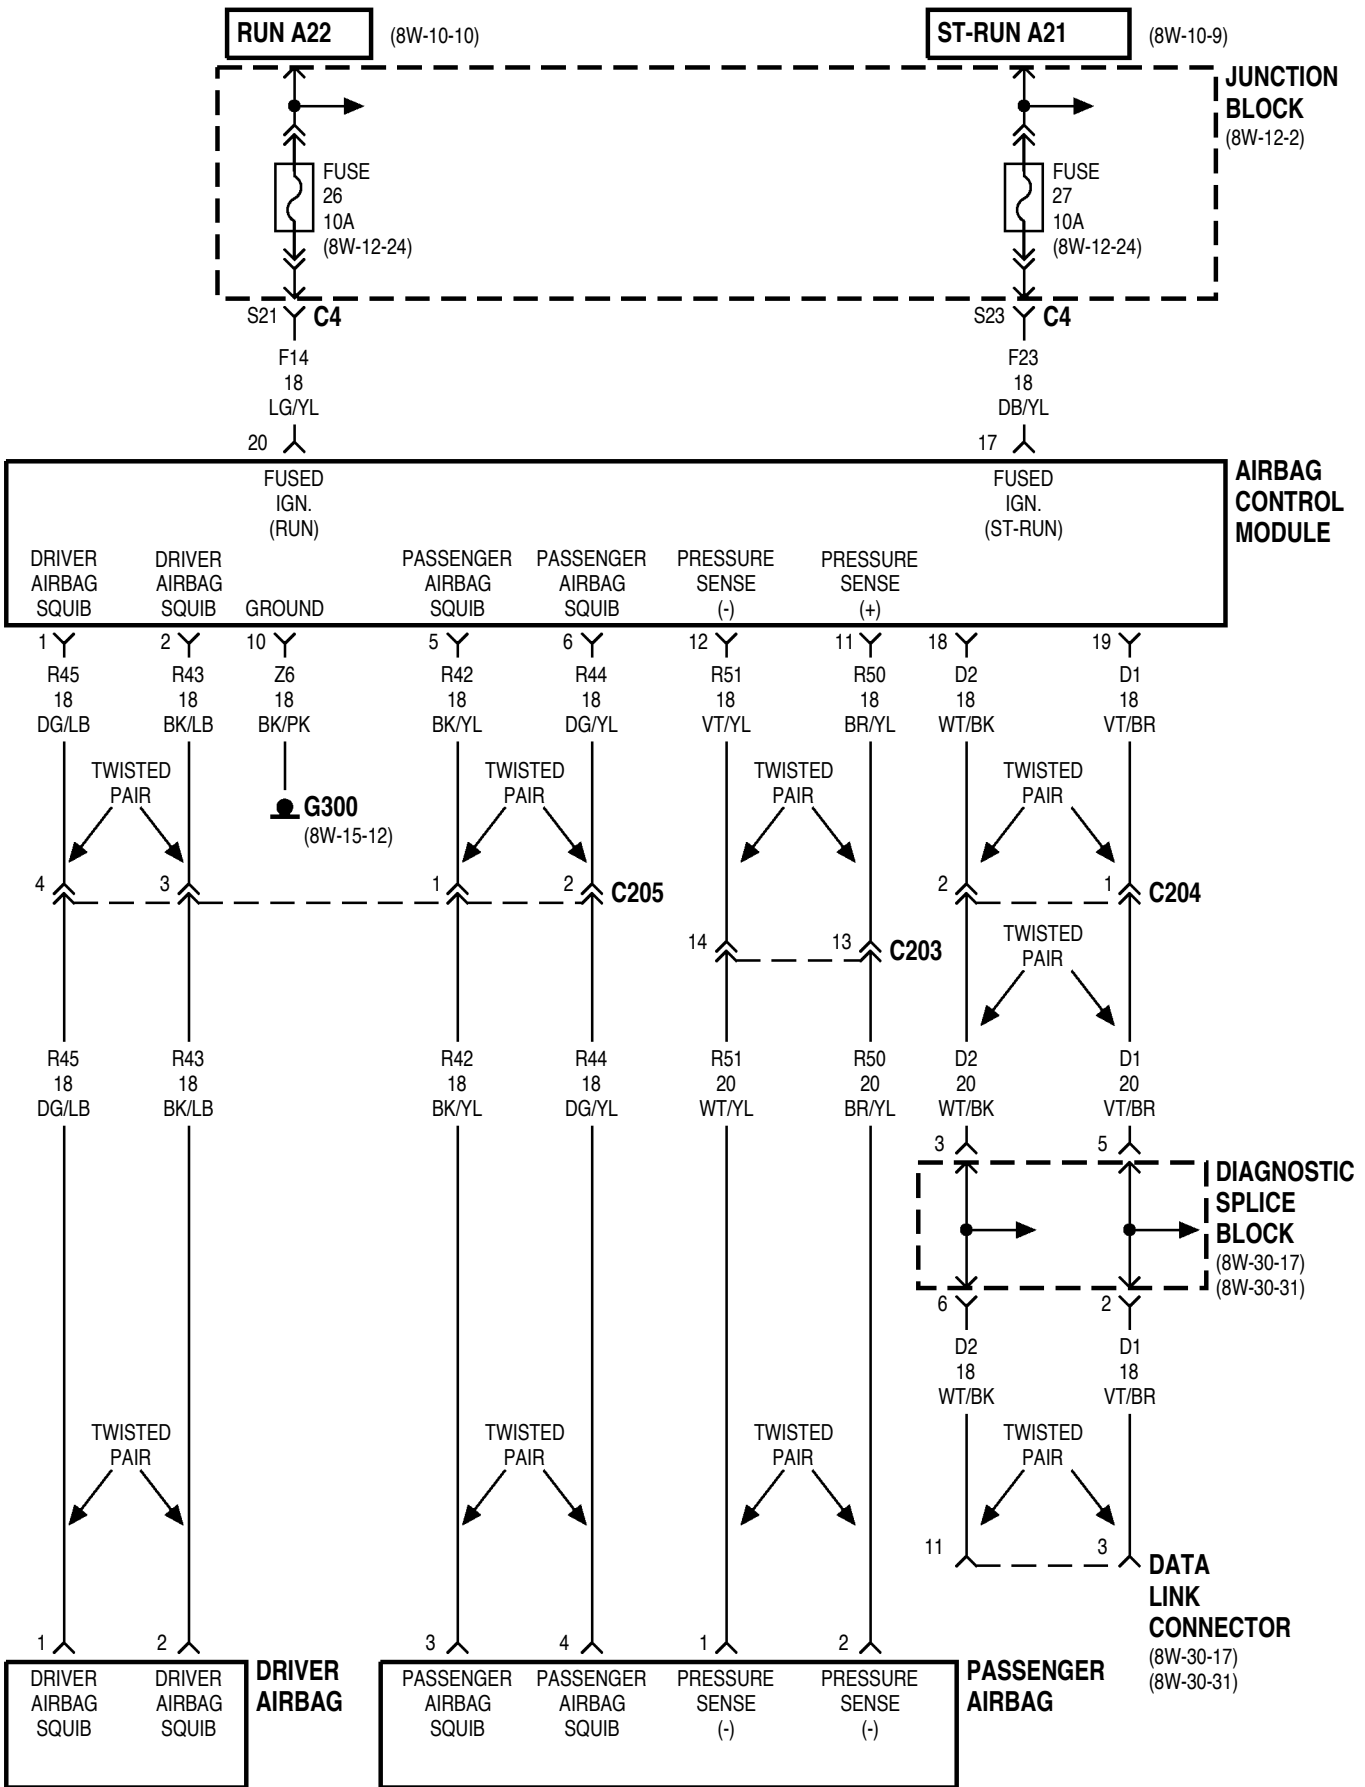 RUN A22
(8W-10-10)
ST-RUN A21
(8W-10-9)
JUNCTION
BLOCK
(8W-12-2)
FUSE
26
10A
(8W-12-24)
FUSE
27
10A
(8W-12-24)
S21
C4
S23
C4
F14
18
LG/YL
F23
18
DB/YL
20
17
FUSED
IGN.
(RUN)
FUSED
IGN.
(ST-RUN)
AIRBAG
CONTROL
MODULE
DRIVER
AIRBAG
SQUIB
DRIVER
AIRBAG
SQUIB
GROUND
PASSENGER
AIRBAG
SQUIB
PASSENGER
AIRBAG
SQUIB
PRESSURE
SENSE
(-)
PRESSURE
SENSE
(+)
1
2
10
5
6
12
11
18
19
R45
18
DG/LB
R43
18
BK/LB
Z6
18
BK/PK
R42
18
BK/YL
R44
18
DG/YL
R51
18
VT/YL
R50
18
BR/YL
D2
18
WT/BK
D1
18
VT/BR
TWISTED
PAIR
G300
(8W-15-12)
TWISTED
PAIR
TWISTED
PAIR
TWISTED
PAIR
4
3
1
2
C205
2
1
C204
14
13
C203
TWISTED
PAIR
R45
18
DG/LB
R43
18
BK/LB
R42
18
BK/YL
R44
18
DG/YL
R51
20
WT/YL
R50
20
BR/YL
D2
20
WT/BK
D1
20
VT/BR
3
5
DIAGNOSTIC
SPLICE
BLOCK
(8W-30-17)
(8W-30-31)
6
2
D2
18
WT/BK
D1
18
VT/BR
TWISTED
PAIR
TWISTED
PAIR
TWISTED
PAIR
TWISTED
PAIR
11
3
DATA
LINK
CONNECTOR
(8W-30-17)
(8W-30-31)
1
2
3
4
1
2
DRIVER
AIRBAG
SQUIB
DRIVER
AIRBAG
SQUIB
DRIVER
AIRBAG
PASSENGER
AIRBAG
SQUIB
PASSENGER
AIRBAG
SQUIB
PRESSURE
SENSE
(-)
PRESSURE
SENSE
(-)
PASSENGER
AIRBAG